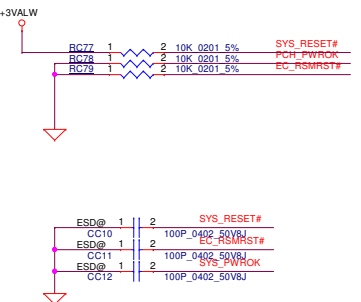 +3VALW
RC77 1 2 10K_0201_5% SYS_RESET#
RC78 1 2 10K_0201_5% PCH_PWROK
RC79 1 2 10K_0201_5% EC_RSMRST#
ESD@ 1 2 SYS_RESET#
CC10 100P_0402_50V8J
ESD@ 1 2 EC_RSMRST#
CC11 100P_0402_50V8J
ESD@ 1 2 SYS_PWROK
CC12 100P_0402_50V8J